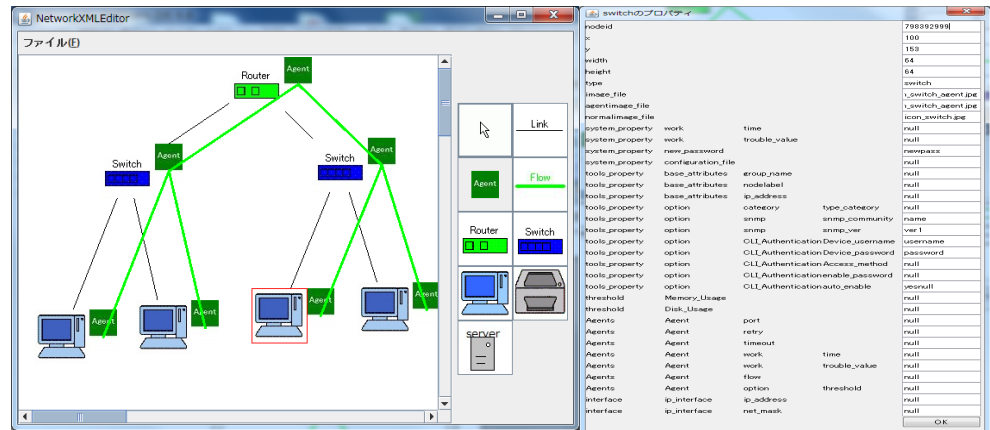 NetworkXMLEditor
ファイル(F)
Router
Agent
Switch
Agent
Switch
Agent
Agent
Agent
Agent
Agent
Link
Agent
Flow
Router
Switch
server
switchのプロパティ
nodeid 798392999
x 100
y 153
width 64
height 64
type switch
image_file ı_switch_agent.jpg
agentimage_file ı_switch_agent.jpg
normalimage_file icon_switch.jpg
system_property work time null
system_property work trouble_value null
system_property new_password newpass
system_property configuration_file null
tools_property base_attributes group_name null
tools_property base_attributes nodelabel null
tools_property base_attributes ip_address null
tools_property option category type_category null
tools_property option snmp snmp_community name
tools_property option snmp snmp_ver ver1
tools_property option CLI_Authentication Device_username username
tools_property option CLI_Authentication Device_password password
tools_property option CLI_Authentication Access_method null
tools_property option CLI_Authentication enable_password null
tools_property option CLI_Authentication auto_enable yesnull
threshold Memory_Usage null
threshold Disk_Usage null
Agents Agent port null
Agents Agent retry null
Agents Agent timeout null
Agents Agent work time null
Agents Agent work trouble_value null
Agents Agent flow null
Agents Agent option threshold null
interface ip_interface ip_address null
interface ip_interface net_mask null
OK